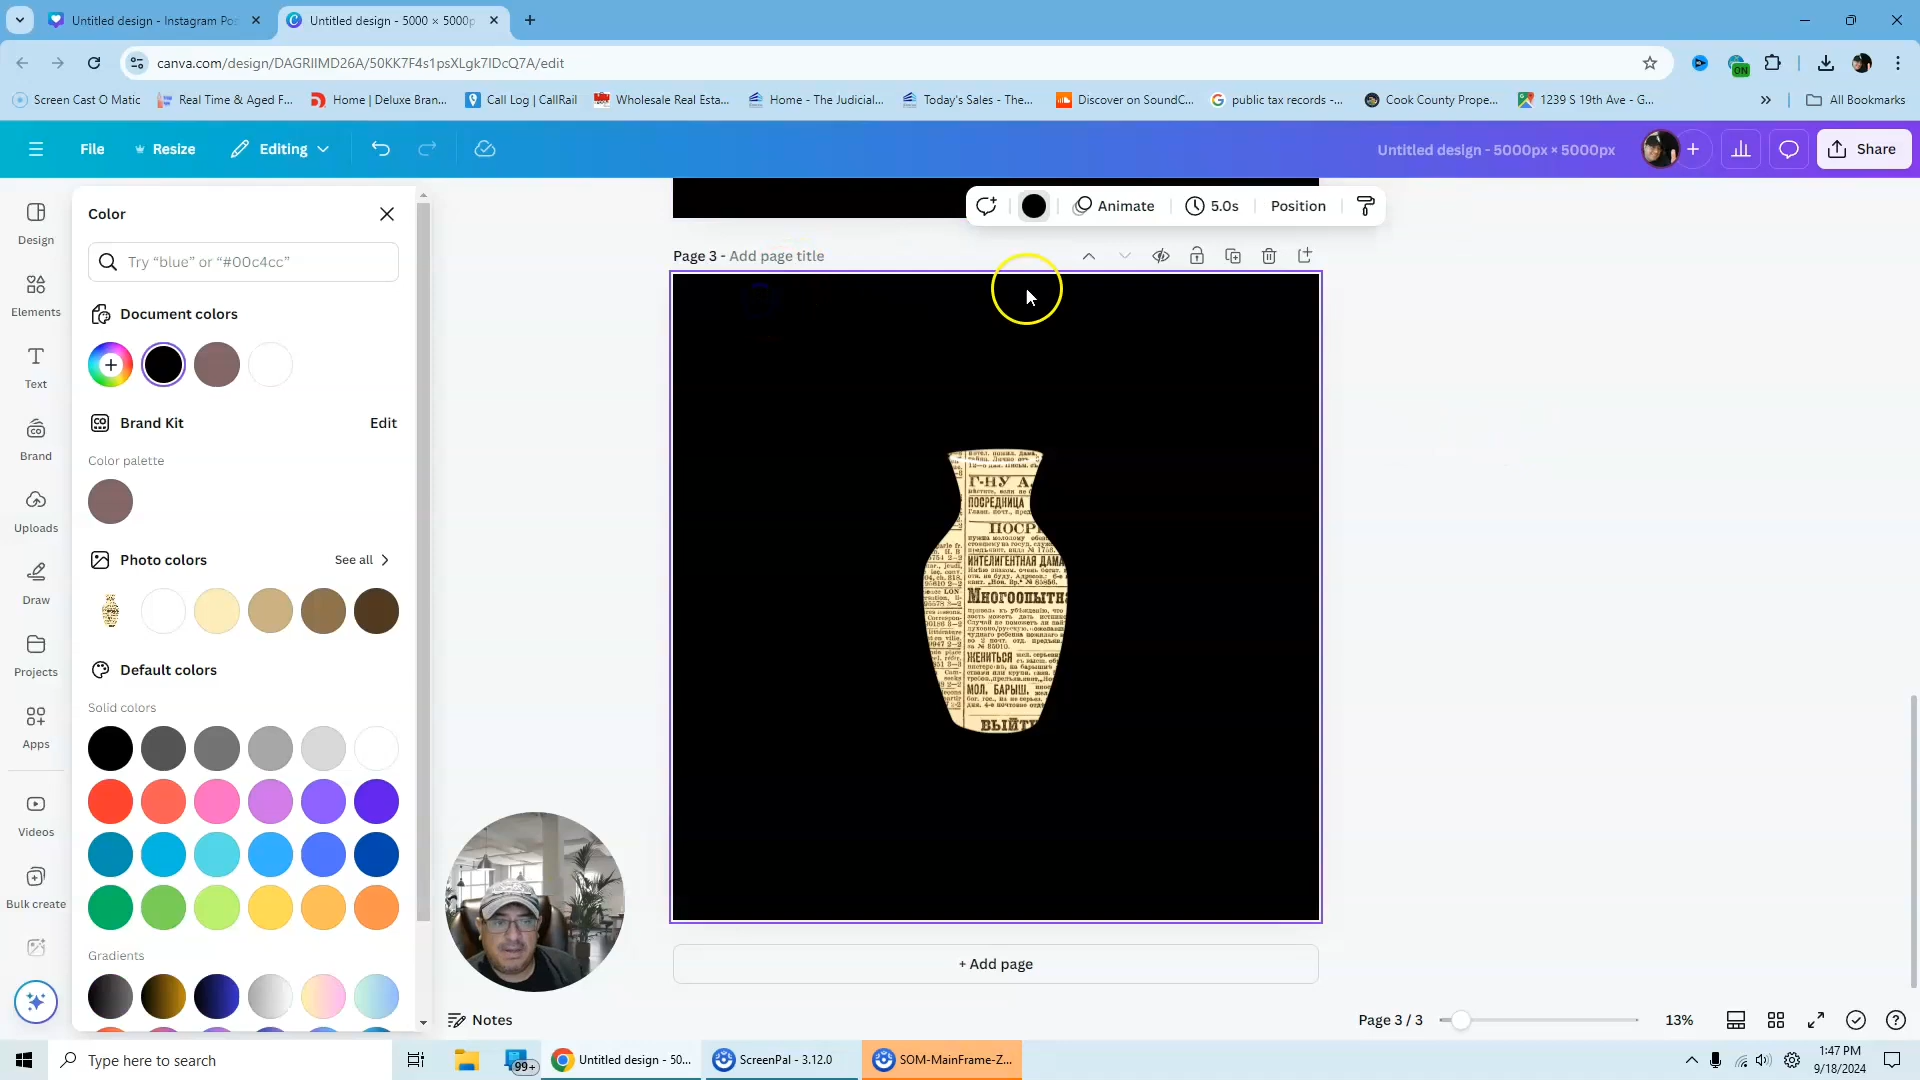 Untitled design - Instagram Pos
Untitled design - 5000 × 5000p
canva.com/design/DAGRIIMD26A/50KK7F4s1psXLgk7IDcQ7A/edit
ON
Screen Cast O Matic
Real Time & Aged F...
Home | Deluxe Bran...
Call Log | CallRail
Wholesale Real Esta...
Home - The Judicial...
Today's Sales - The...
Discover on SoundC...
public tax records -...
Cook County Prope...
1239 S 19th Ave - G...
All Bookmarks
File
Resize
Editing
Untitled design - 5000px × 5000px
Share
Design
Elements
Text
Brand
Uploads
Draw
Projects
Apps
Videos
Bulk create
Color
Try “blue” or “#00c4cc”
Document colors
Brand Kit
Edit
Color palette
Photo colors
See all
Default colors
Solid colors
Gradients
Animate
5.0s
Position
Page 3 - Add page title
Г-НУ А.
ПОСРЕДНИЦА
ПОСР
ИНТЕЛИГЕНТНАЯ ДАМА
Многоопытн
ЖЕНИТЬСЯ
МОЛ. БАРЫШ.
ВЫЙТИ
+ Add page
Notes
Page 3 / 3
13%
Type here to search
99+
Untitled design - 50...
ScreenPal - 3.12.0
SOM-MainFrame-Z...
1:47 PM
9/18/2024